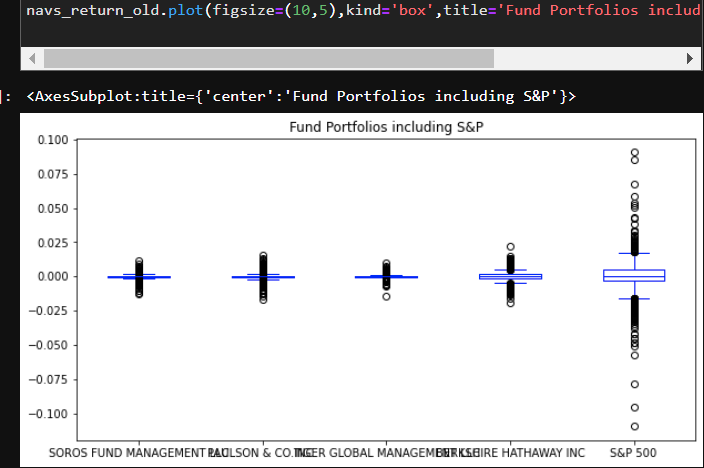 navs_return_old.plot(figsize=(10,5),kind='box',title='Fund Portfolios includ
]: <AxesSubplot:title={'center':'Fund Portfolios including S&P'}>
Fund Portfolios including S&P
0.100
0.075
0.050
0.025
0.000
−0.025
−0.050
−0.075
−0.100
SOROS FUND MANAGEMENT LLC PAULSON & CO.INC. TIGER GLOBAL MANAGEMENT LLC BERKSHIRE HATHAWAY INC S&P 500